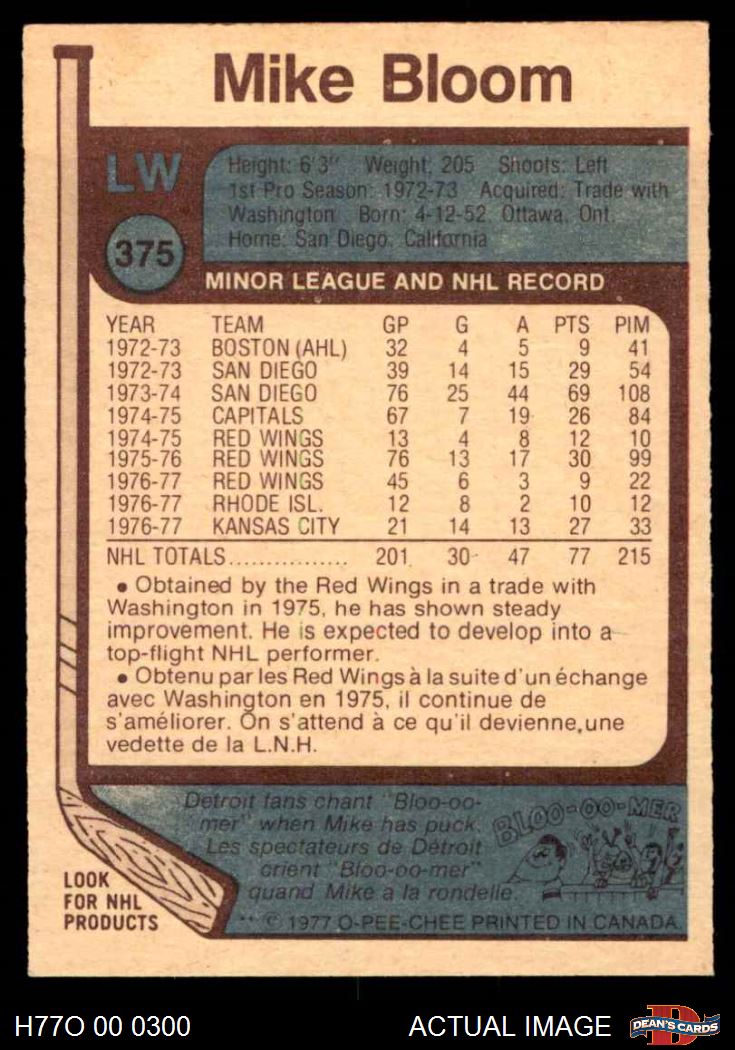 Mike Bloom
LW
Height: 6'3" Weight: 205 Shoots: Left
1st Pro Season: 1972-73 Acquired: Trade with
Washington Born: 4-12-52 Ottawa, Ont.
Home: San Diego, California
375
MINOR LEAGUE AND NHL RECORD
YEAR TEAM GP G A PTS PIM
1972-73 BOSTON (AHL) 32 4 5 9 41
1972-73 SAN DIEGO 39 14 15 29 54
1973-74 SAN DIEGO 76 25 44 69 108
1974-75 CAPITALS 67 7 19 26 84
1974-75 RED WINGS 13 4 8 12 10
1975-76 RED WINGS 76 13 17 30 99
1976-77 RED WINGS 45 6 3 9 22
1976-77 RHODE ISL. 12 8 2 10 12
1976-77 KANSAS CITY 21 14 13 27 33
NHL TOTALS................ 201 30 47 77 215
• Obtained by the Red Wings in a trade with
Washington in 1975, he has shown steady
improvement. He is expected to develop into a
top-flight NHL performer.
• Obtenu par les Red Wings à la suite d'un échange
avec Washington en 1975, il continue de
s'améliorer. On s'attend à ce qu'il devienne, une
vedette de la L.N.H.
Detroit fans chant "Bloo-oo-
mer" when Mike has puck.
Les spectateurs de Détroit
crient "Bloo-oo-mer"
quand Mike a la rondelle.
BLOO-OO-MER
LOOK
FOR NHL
PRODUCTS
** © 1977 O-PEE-CHEE PRINTED IN CANADA
H77O 00 0300
ACTUAL IMAGE
D
DEAN'S CARDS